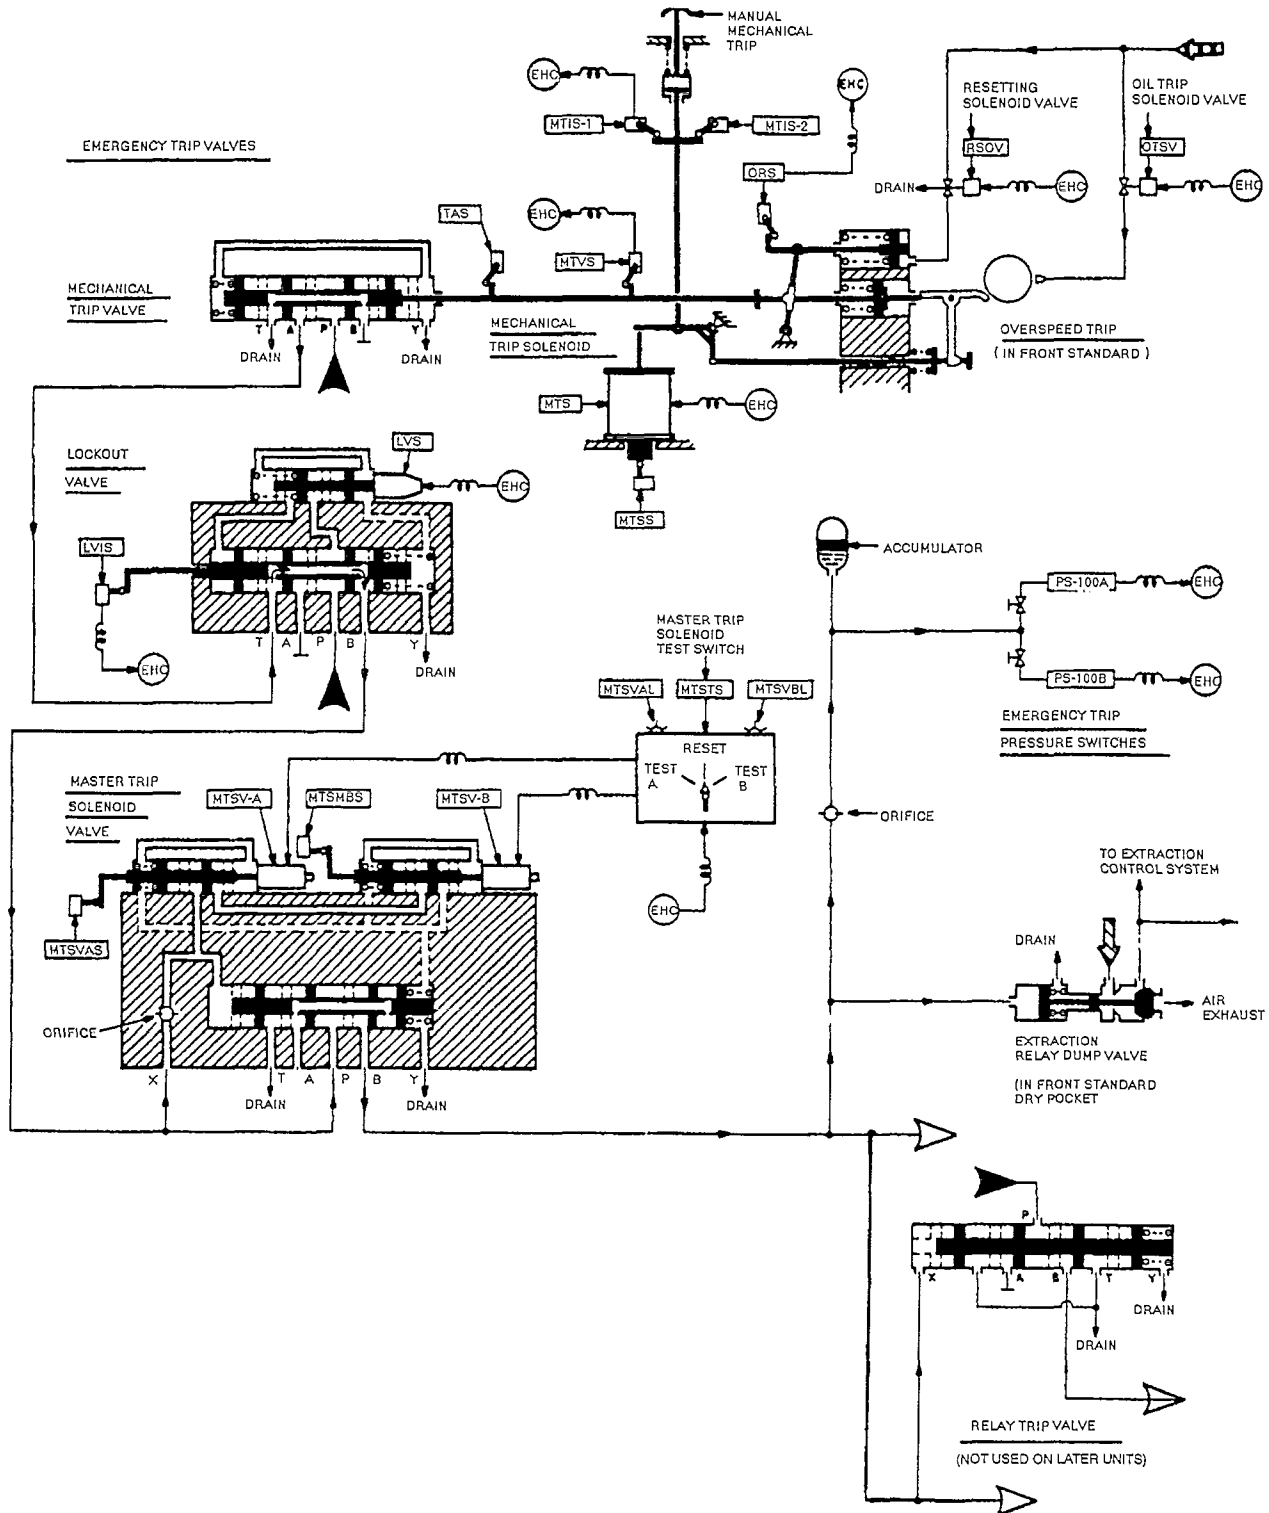 MANUAL
MECHANICAL
TRIP
EHC
MTIS-1
MTIS-2
EHC
RESETTING
SOLENOID VALVE
OIL TRIP
SOLENOID VALVE
RSOV
OTSV
DRAIN
EHC
EHC
ORS
EMERGENCY TRIP VALVES
TAS
EHC
MTVS
MECHANICAL
TRIP VALVE
T
A
P
B
Y
DRAIN
DRAIN
MECHANICAL
TRIP SOLENOID
OVERSPEED TRIP
( IN FRONT STANDARD )
MTS
EHC
MTSS
LOCKOUT
VALVE
LVS
EHC
LVIS
EHC
T
A
P
B
Y
DRAIN
ACCUMULATOR
PS-100A
EHC
PS-100B
EHC
EMERGENCY TRIP
PRESSURE SWITCHES
MASTER TRIP
SOLENOID
TEST SWITCH
MTSVAL
MTSTS
MTSVBL
RESET
TEST
A
TEST
B
EHC
MASTER TRIP
SOLENOID
VALVE
MTSV-A
MTSMBS
MTSV-B
MTSVAS
ORIFICE
ORIFICE
X
T
A
P
B
Y
DRAIN
DRAIN
TO EXTRACTION
CONTROL SYSTEM
DRAIN
AIR
EXHAUST
EXTRACTION
RELAY DUMP VALVE
(IN FRONT STANDARD
DRY POCKET
P
X
A
B
T
Y
DRAIN
DRAIN
RELAY TRIP VALVE
(NOT USED ON LATER UNITS)